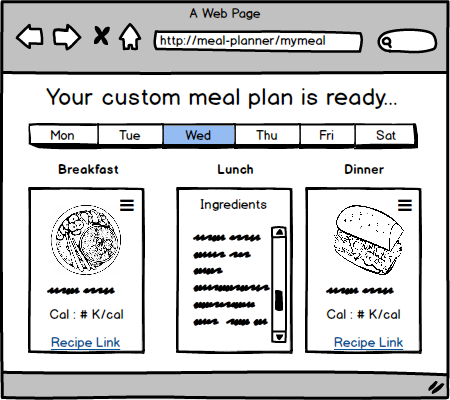 A Web Page
http://meal-planner/mymeal
Your custom meal plan is ready...
Mon Tue Wed Thu Fri Sat
Breakfast Lunch Dinner
Ingredients
Cal : # K/cal
Recipe Link
Cal : # K/cal
Recipe Link